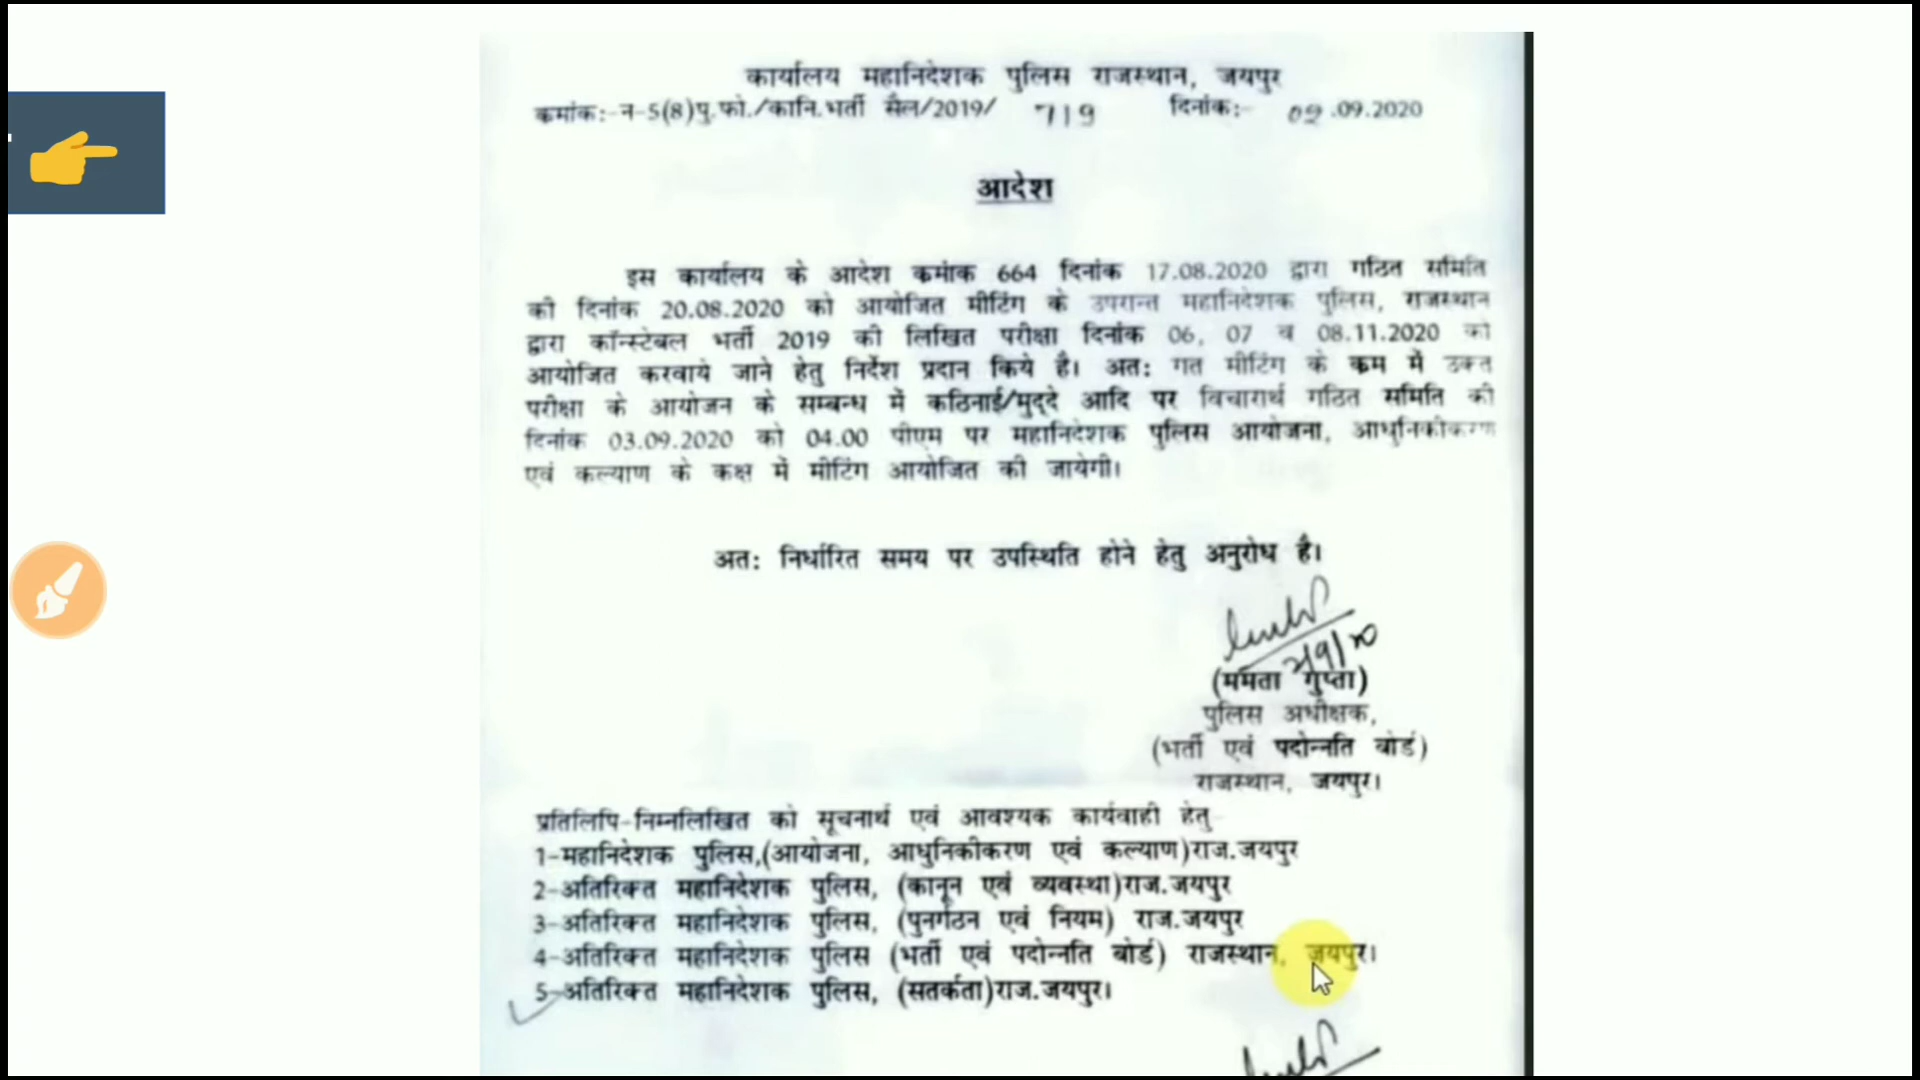 कार्यालय महानिदेशक पुलिस राजस्थान, जयपुर
कमांक:-न-5(8)पु.फो./कानि.भर्ती सैल/2019/ 719 दिनांक:- 02.09.2020
आदेश
इस कार्यालय के आदेश कमांक 664 दिनांक 17.08.2020 द्वारा गठित समिति
की दिनांक 20.08.2020 को आयोजित मीटिंग के उपरान्त महानिदेशक पुलिस, राजस्थान
द्वारा कॉन्स्टेबल भर्ती 2019 की लिखित परीक्षा दिनांक 06, 07 व 08.11.2020 को
आयोजित करवाये जाने हेतु निर्देश प्रदान किये है। अतः गत मीटिंग के कम में उक्त
परीक्षा के आयोजन के सम्बन्ध में कठिनाई/मुद्दे आदि पर विचारार्थ गठित समिति की
दिनांक 03.09.2020 को 04.00 पीएम पर महानिदेशक पुलिस आयोजना, आधुनिकीकरण
एवं कल्याण के कक्ष में मीटिंग आयोजित की जायेगी।
अतः निर्धारित समय पर उपस्थिति होने हेतु अनुरोध है।
2/9/20
(ममता गुप्ता)
पुलिस अधीक्षक,
(भर्ती एवं पदोन्नति बोर्ड)
राजस्थान, जयपुर।
प्रतिलिपि-निम्नलिखित को सूचनार्थ एवं आवश्यक कार्यवाही हेतु-
1-महानिदेशक पुलिस,(आयोजना, आधुनिकीकरण एवं कल्याण)राज.जयपुर
2-अतिरिक्त महानिदेशक पुलिस, (कानून एवं व्यवस्था)राज.जयपुर
3-अतिरिक्त महानिदेशक पुलिस, (पुनर्गठन एवं नियम) राज.जयपुर
4-अतिरिक्त महानिदेशक पुलिस (भर्ती एवं पदोन्नति बोर्ड) राजस्थान, जयपुर।
5-अतिरिक्त महानिदेशक पुलिस, (सतर्कता)राज.जयपुर।